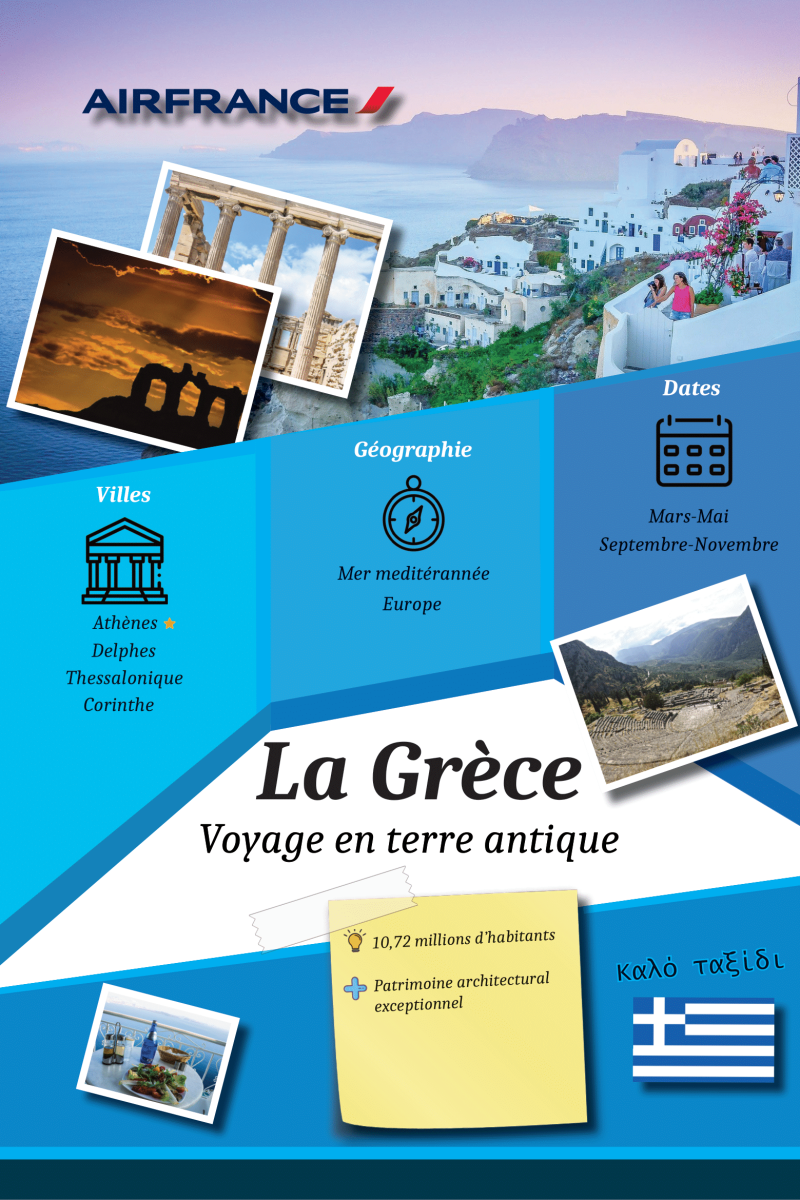 AIRFRANCE
Dates
Mars-Mai
Septembre-Novembre
Géographie
Mer meditérannée
Europe
Villes
Athènes
Delphes
Thessalonique
Corinthe
La Grèce
Voyage en terre antique
10,72 millions d'habitants
Patrimoine architectural
exceptionnel
Καλό ταξίδι